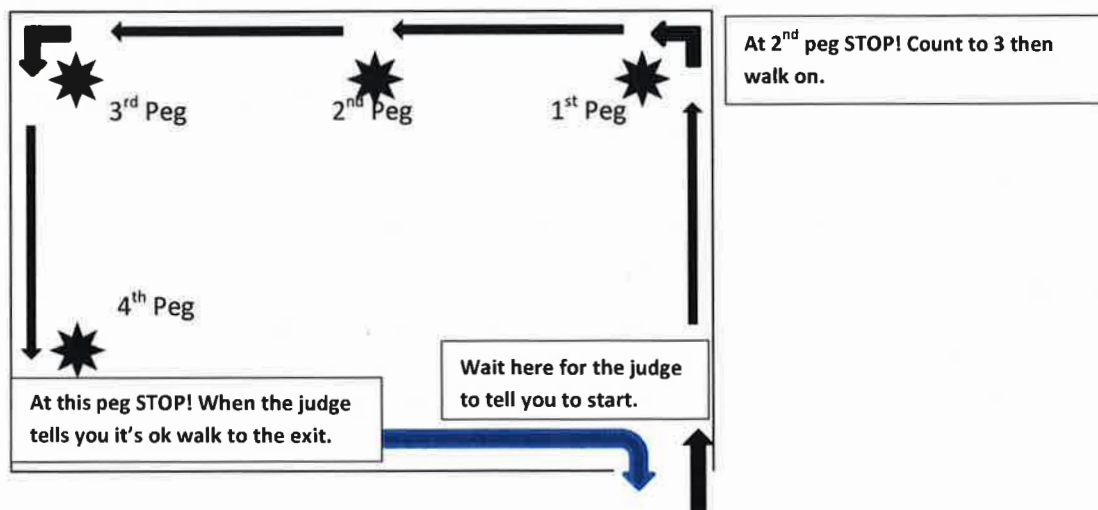 At 2nd peg STOP! Count to 3 then
walk on.
3rd Peg
2nd Peg
1st Peg
4th Peg
Wait here for the judge
to tell you to start.
At this peg STOP! When the judge
tells you it's ok walk to the exit.